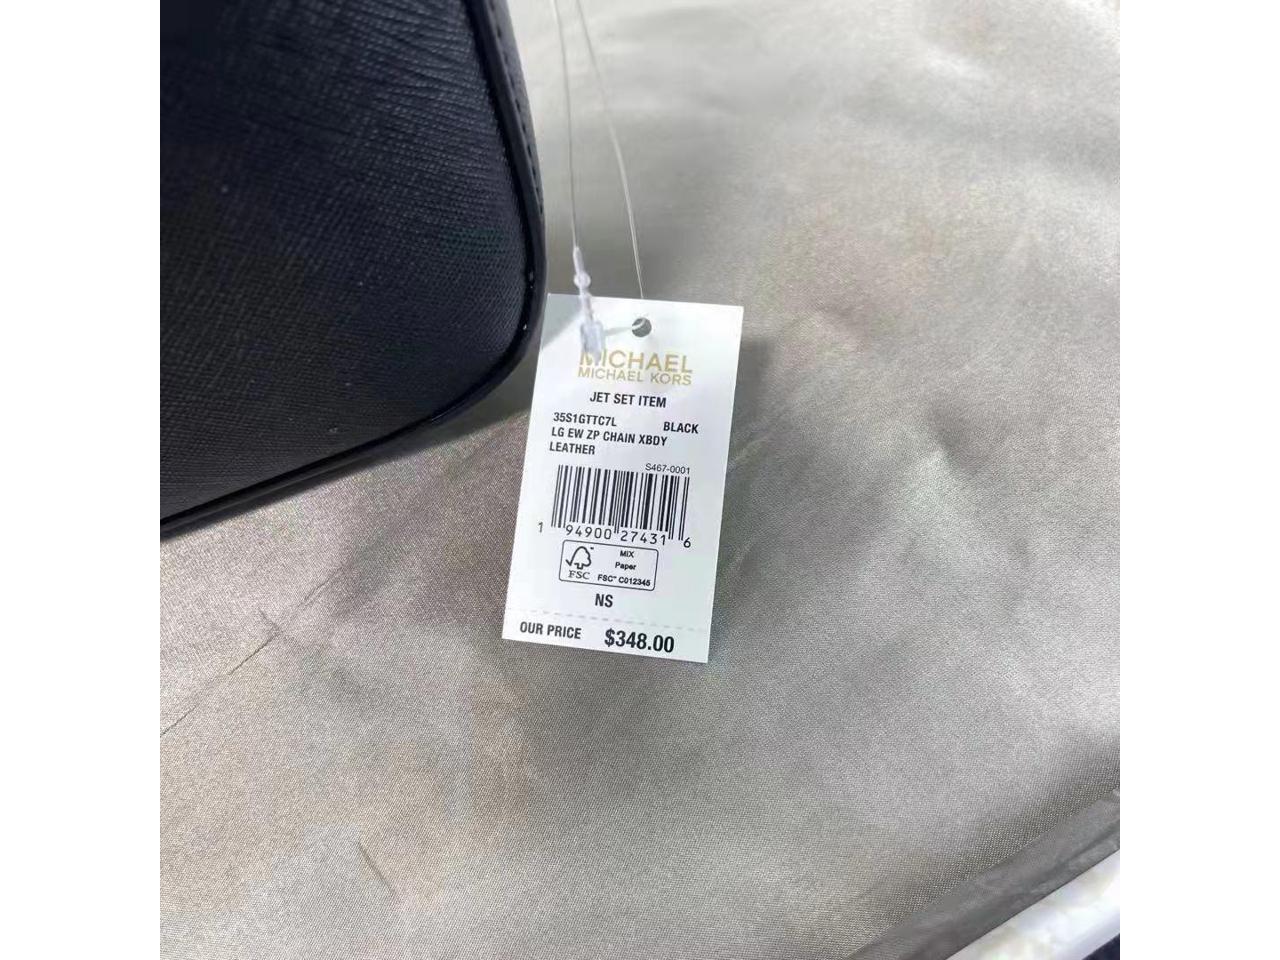 MICHAEL
MICHAEL KORS
JET SET ITEM
35S1GTTC7L BLACK
LG EW ZP CHAIN XBDY
LEATHER
S467-0001
1 94900 27431 6
FSC
MIX
Paper
FSC™ C012345
NS
OUR PRICE $348.00